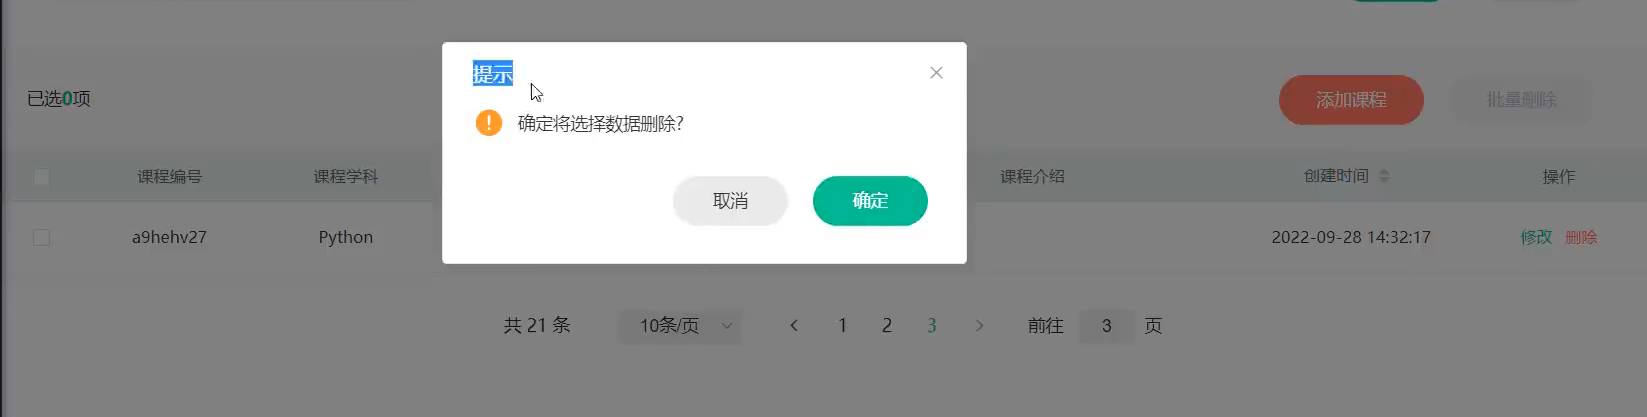 提示
确定将选择数据删除?
取消 确定
已选0项 添加课程 批量删除
课程编号 课程学科 课程介绍 创建时间 操作
a9hehv27 Python 2022-09-28 14:32:17 修改 删除
共 21 条 10条/页 1 2 3 前往 3 页